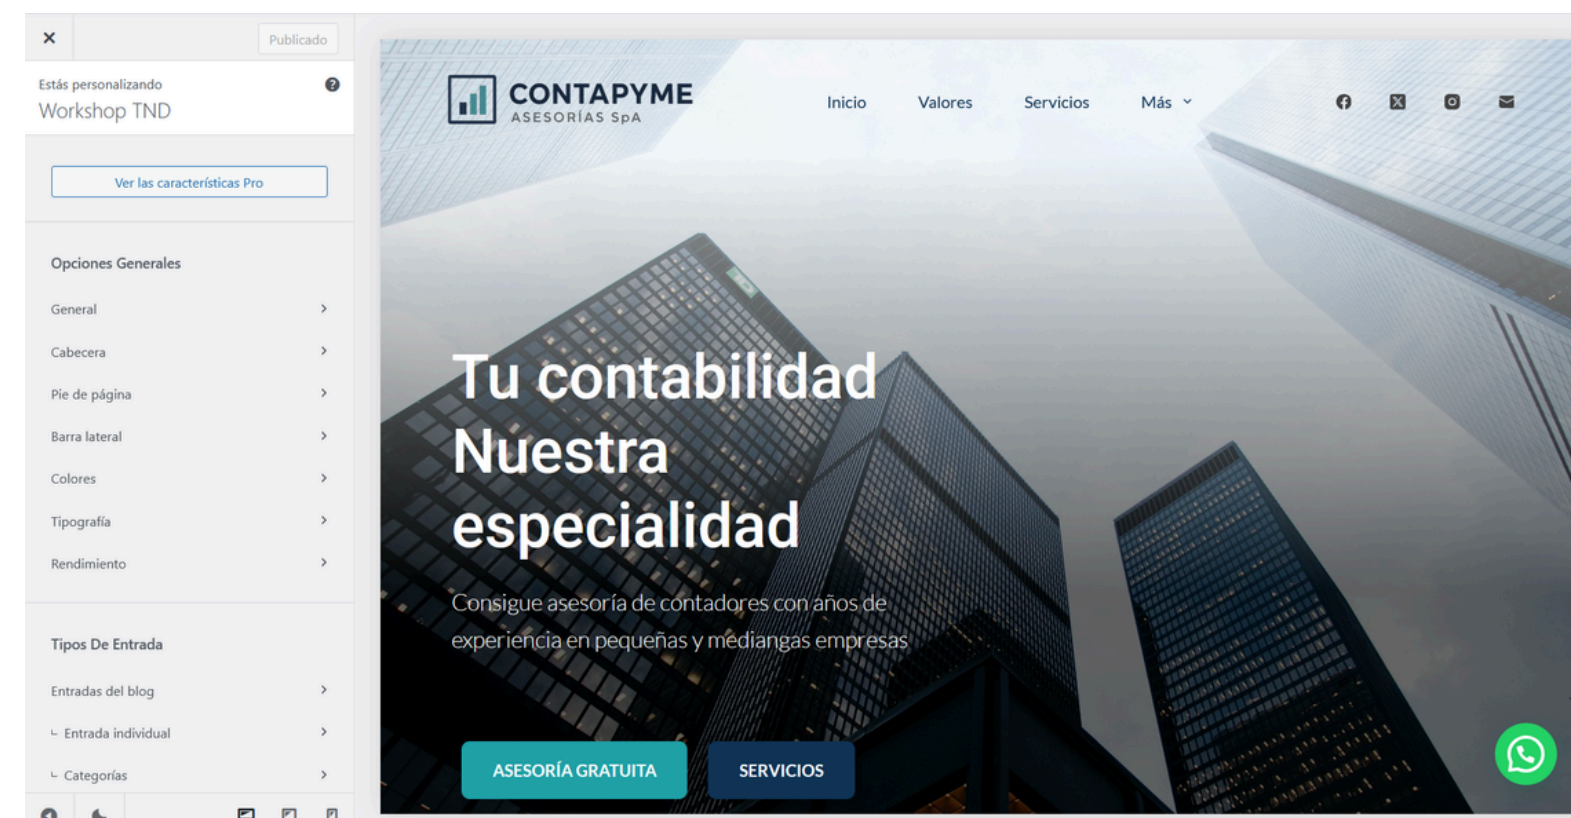 Publicado
Estás personalizando
Workshop TND
Ver las características Pro
Opciones Generales
General
Cabecera
Pie de página
Barra lateral
Colores
Tipografía
Rendimiento
Tipos De Entrada
Entradas del blog
Entrada individual
Categorías
CONTAPYME
ASESORÍAS SpA
Inicio Valores Servicios Más
Tu contabilidad
Nuestra
especialidad
Consigue asesoría de contadores con años de
experiencia en pequeñas y mediangas empresas
ASESORÍA GRATUITA SERVICIOS